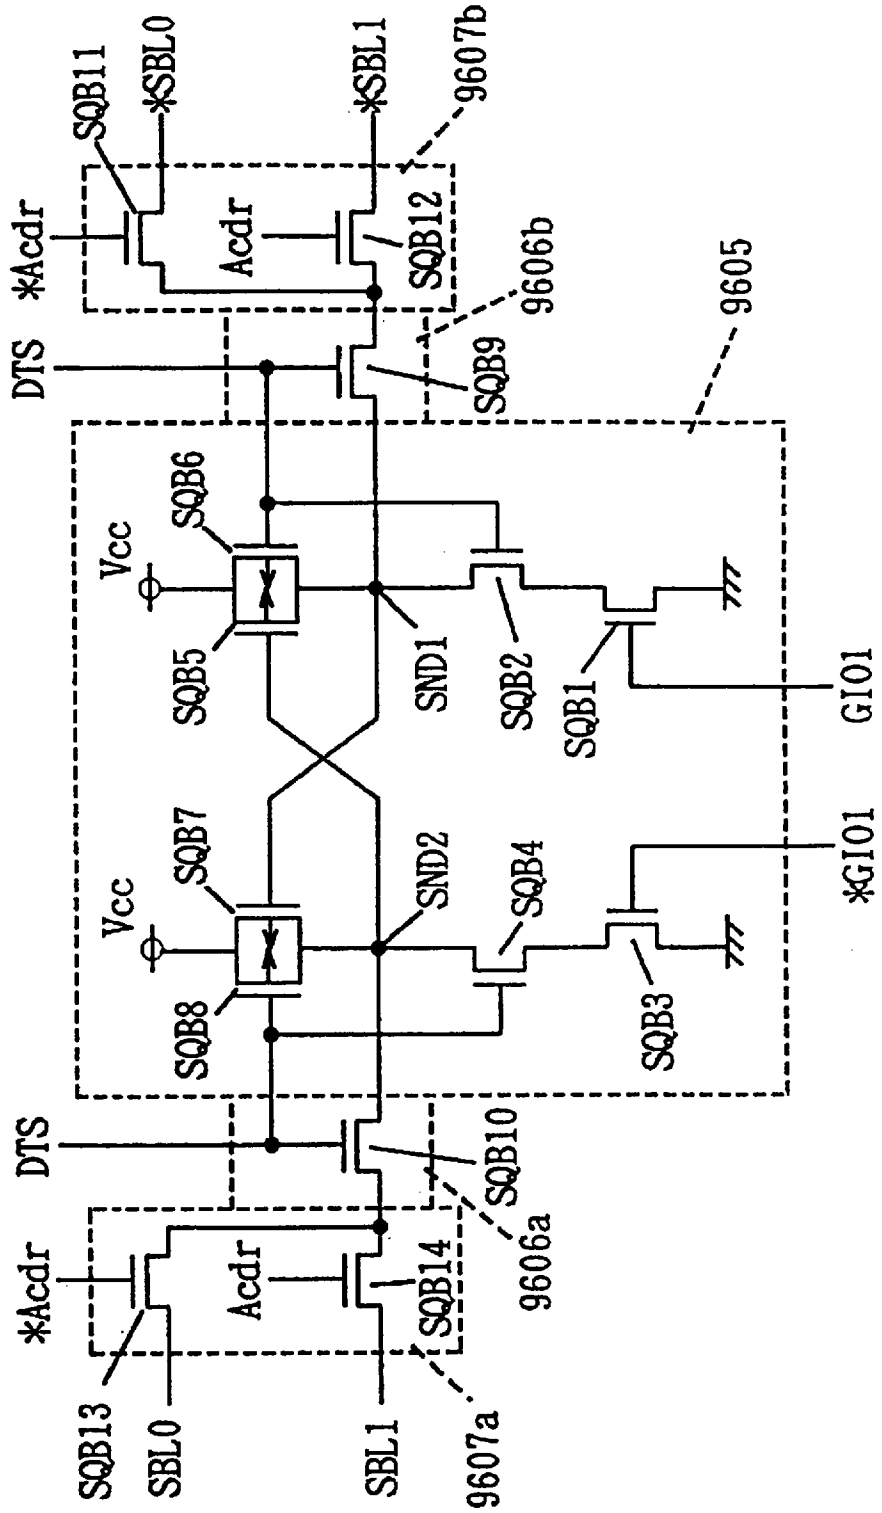 *Acdr
SQB11
*SBL0
Acdr
SQB12
*SBL1
9607b
DTS
SQB9
9606b
9605
Vcc
SQB6
SQB5
SND1
SQB2
SQB1
GIO1
Vcc
SQB7
SQB8
SND2
SQB4
SQB3
*GIO1
DTS
SQB10
9606a
*Acdr
SQB13
SBL0
Acdr
SQB14
SBL1
9607a